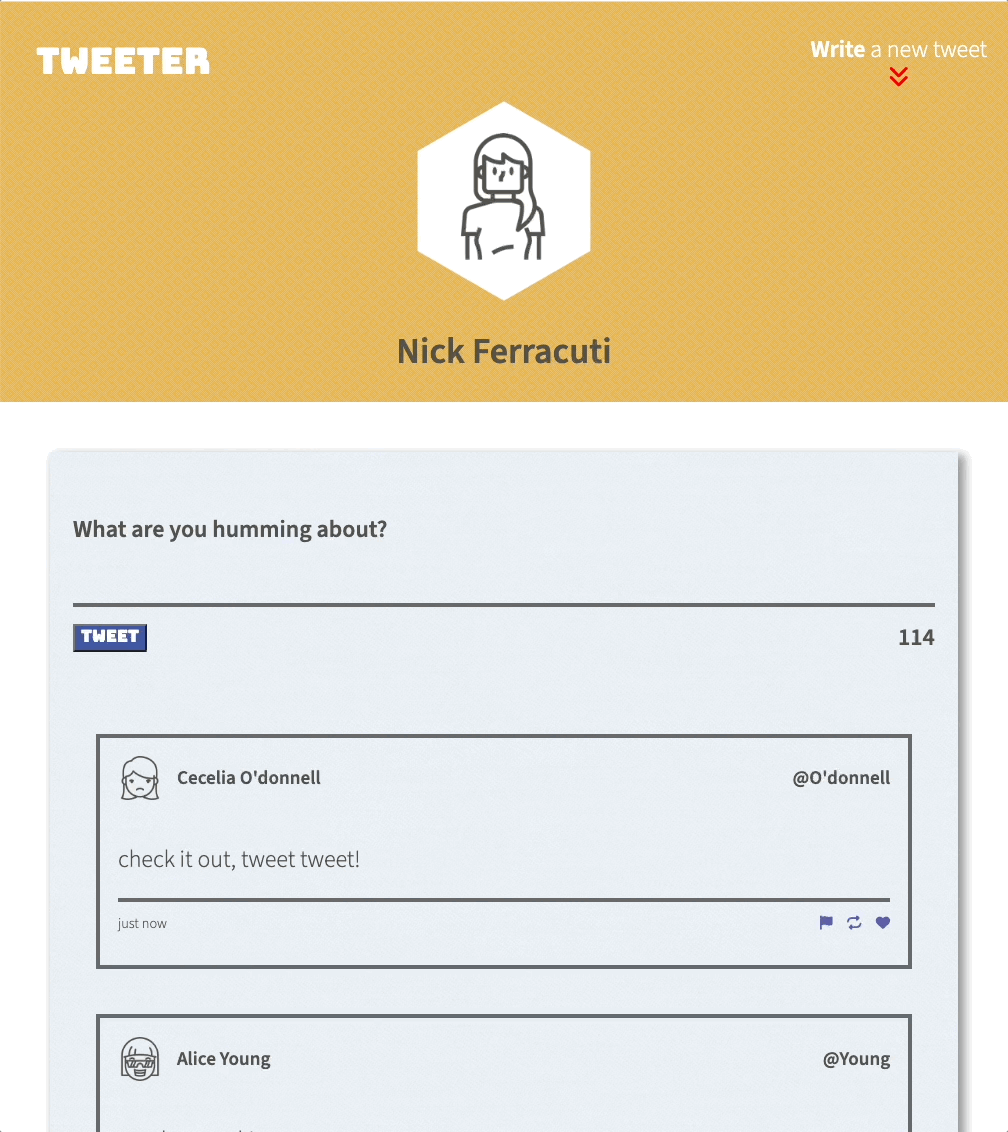 TWEETER
Write a new tweet
Nick Ferracuti
What are you humming about?
TWEET
114
Cecelia O'donnell
@O'donnell
check it out, tweet tweet!
just now
Alice Young
@Young